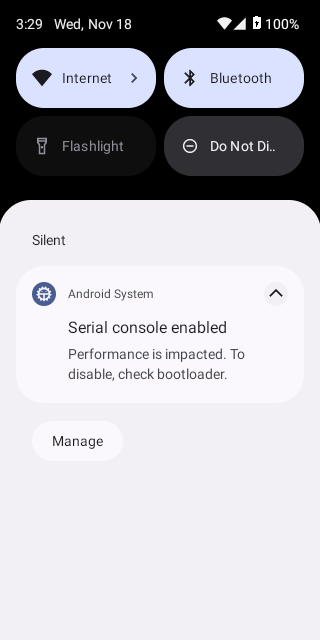 3:29 Wed, Nov 18 100%
Internet Bluetooth
Flashlight Do Not Di..
Silent
Android System
Serial console enabled
Performance is impacted. To
disable, check bootloader.
Manage